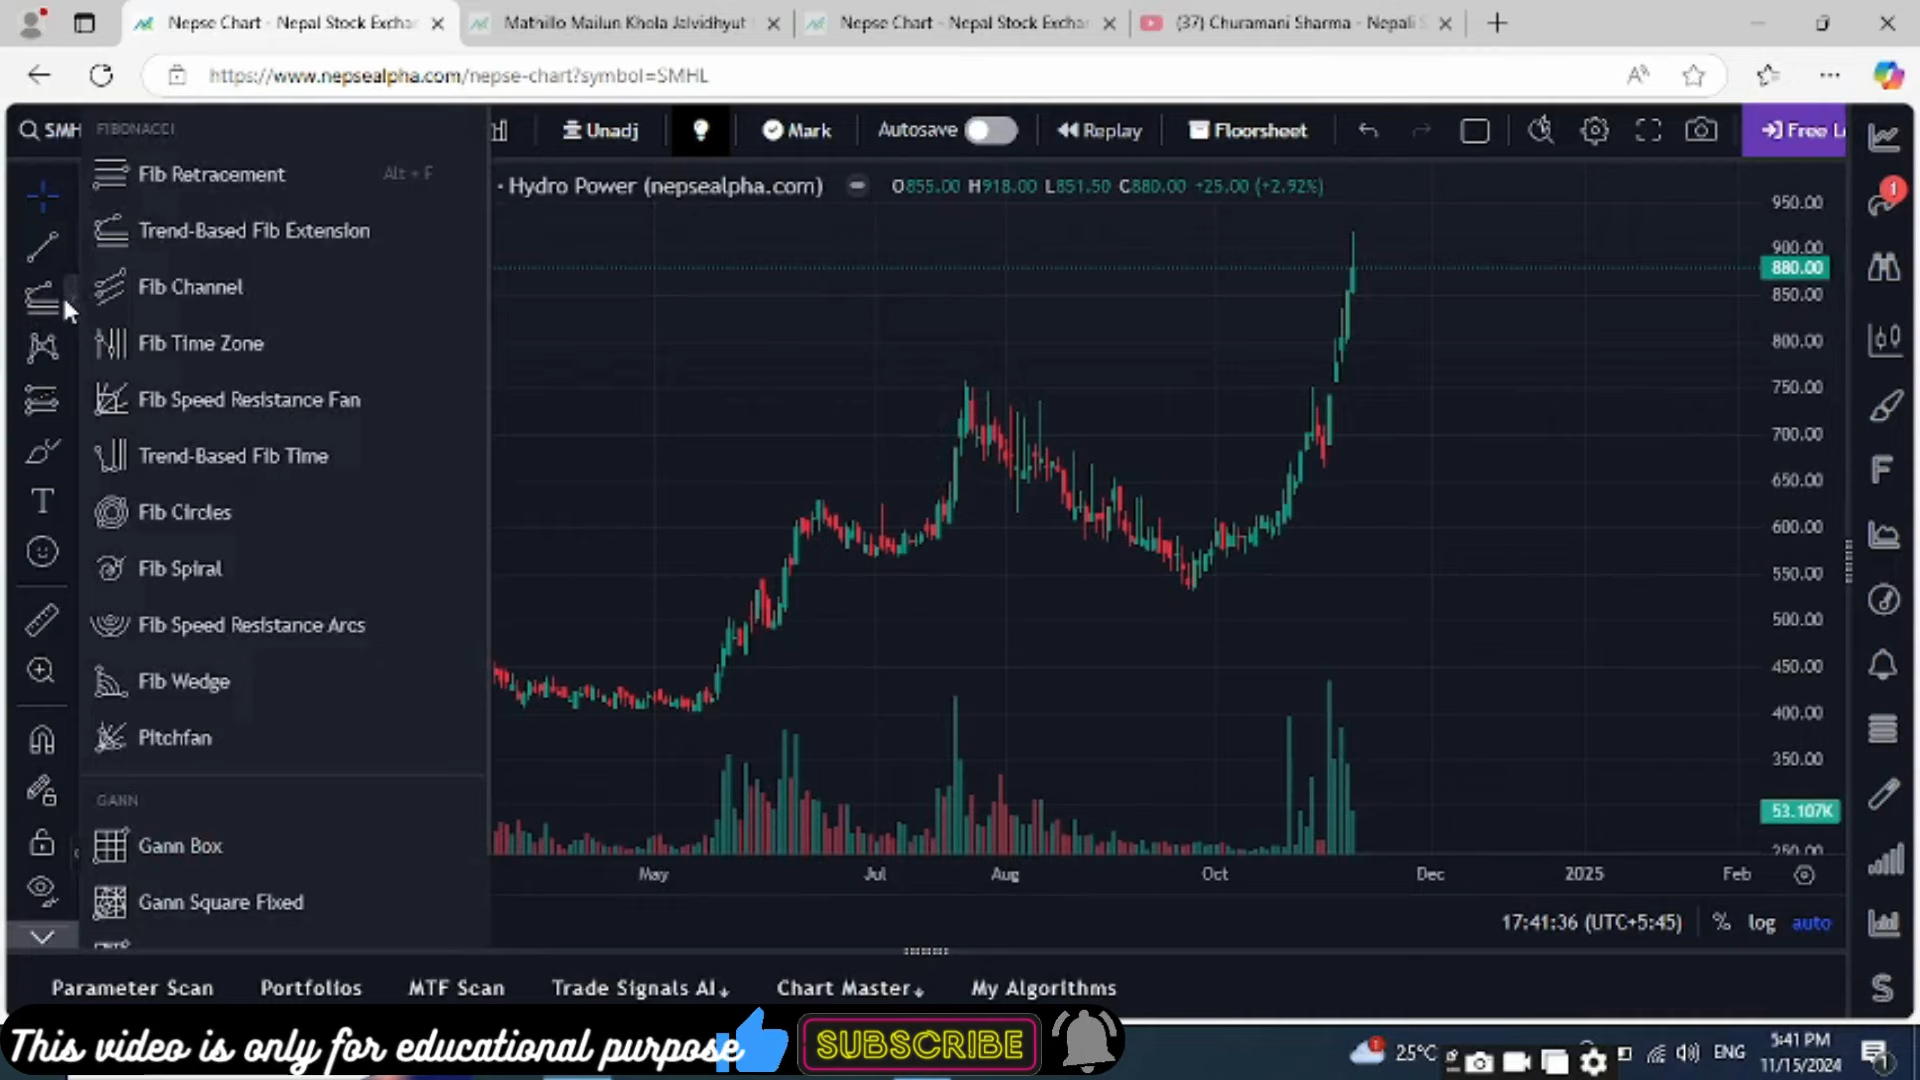 Nepse Chart - Nepal Stock Exchan
Mathillo Mailun Khola Jalvidhyut
Nepse Chart - Nepal Stock Exchan
(37) Churamani Sharma - Nepali S
https://www.nepsealpha.com/nepse-chart?symbol=SMHL
SMH
FIBONACCI
Unadj
Mark
Autosave
Replay
Floorsheet
Free L
Fib Retracement
Alt + F
· Hydro Power (nepsealpha.com)
O855.00 H918.00 L851.50 C880.00 +25.00 (+2.92%)
Trend-Based Fib Extension
Fib Channel
Fib Time Zone
Fib Speed Resistance Fan
Trend-Based Fib Time
Fib Circles
Fib Spiral
Fib Speed Resistance Arcs
Fib Wedge
Pitchfan
GANN
Gann Box
Gann Square Fixed
950.00
900.00
880.00
850.00
800.00
750.00
700.00
650.00
600.00
550.00
500.00
450.00
400.00
350.00
53.107K
250.00
May
Jul
Aug
Oct
Dec
2025
Feb
17:41:36 (UTC+5:45)
%
log
auto
1
F
S
T
Parameter Scan
Portfolios
MTF Scan
Trade Signals AI
Chart Master
My Algorithms
This video is only for educational purpose
SUBSCRIBE
25°C
ENG
5:41 PM
11/15/2024